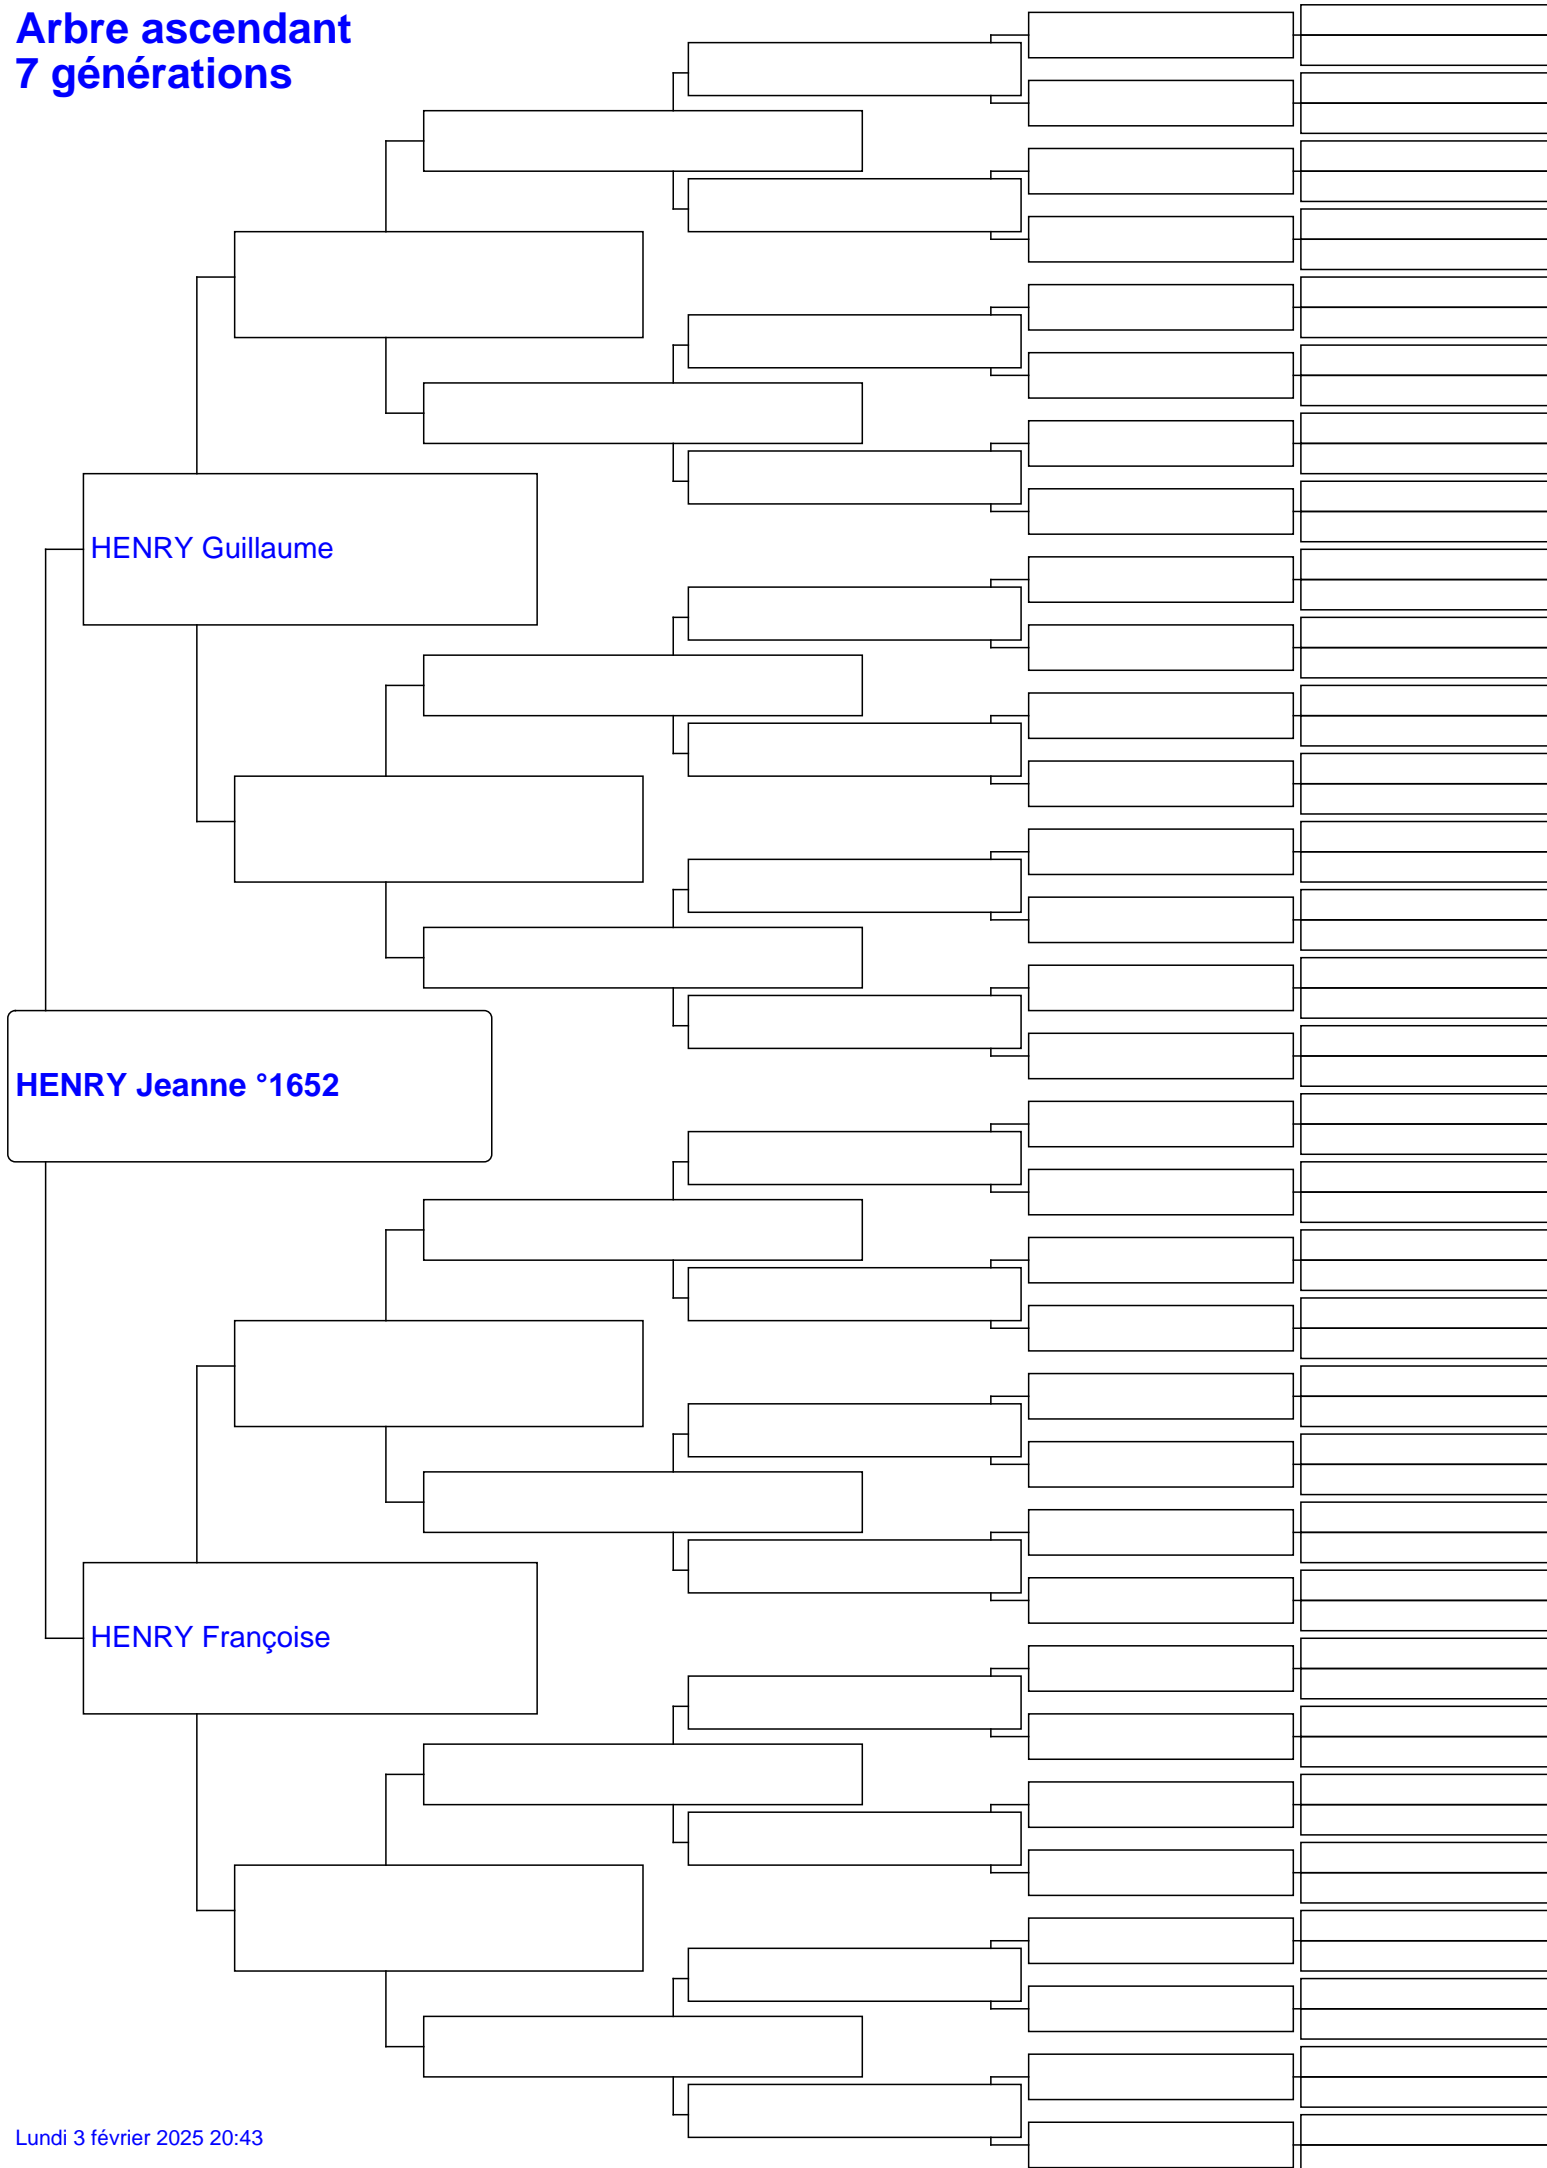 Arbre ascendant
7 générations
HENRY Guillaume
HENRY Jeanne °1652
HENRY Françoise
Lundi 3 février 2025 20:43